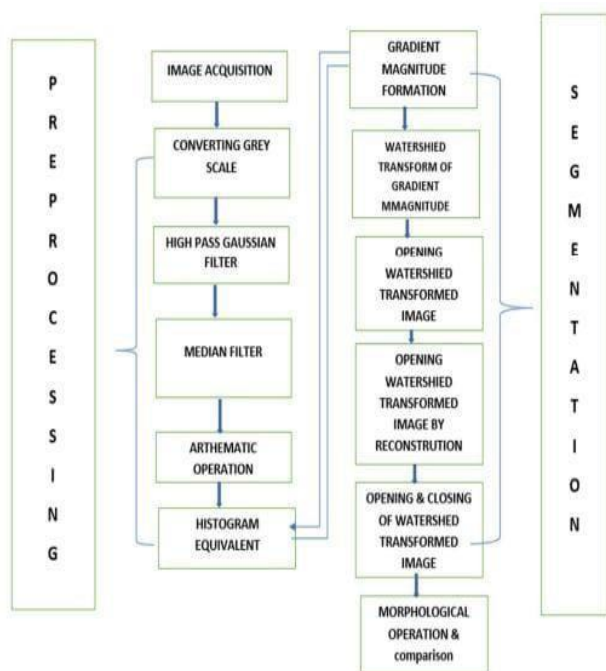 PREPROCESSING
IMAGE ACQUISITION
CONVERTING GREY
SCALE
HIGH PASS GAUSSIAN
FILTER
MEDIAN FILTER
ARTHEMATIC
OPERATION
HISTOGRAM
EQUIVALENT
GRADIENT
MAGNITUDE
FORMATION
WATERSHIED
TRANSFORM OF
GRADIENT
MMAGNITUDE
OPENING
WATERSHIED
TRANSFORMED
IMAGE
OPENING
WATERSHIED
TRANSFORMED
IMAGE BY
RECONSTRUTION
OPENING & CLOSING
OF WATERSHED
TRANSFORMED
IMAGE
MORPHOLOGICAL
OPERATION &
comparison
SEGMENTATION